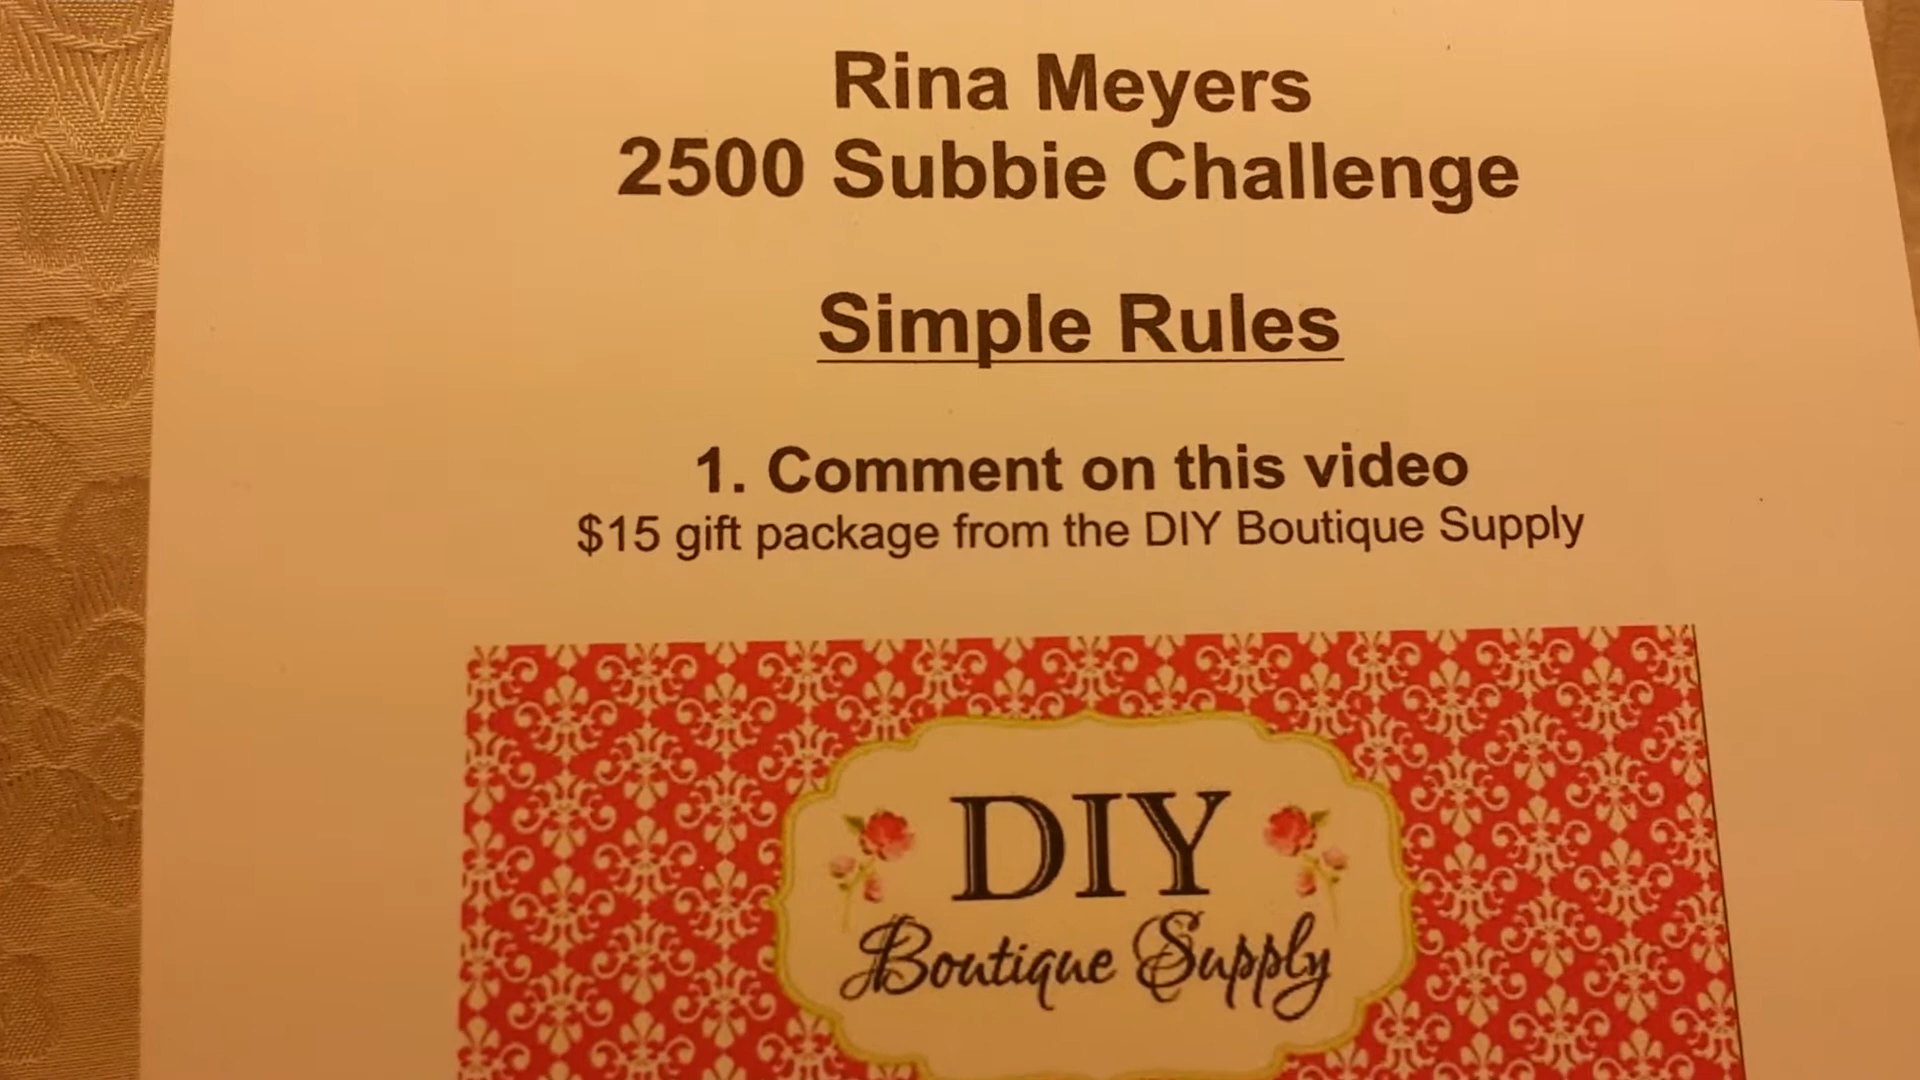 Rina Meyers
2500 Subbie Challenge
Simple Rules
1. Comment on this video
$15 gift package from the DIY Boutique Supply
DIY
Boutique Supply